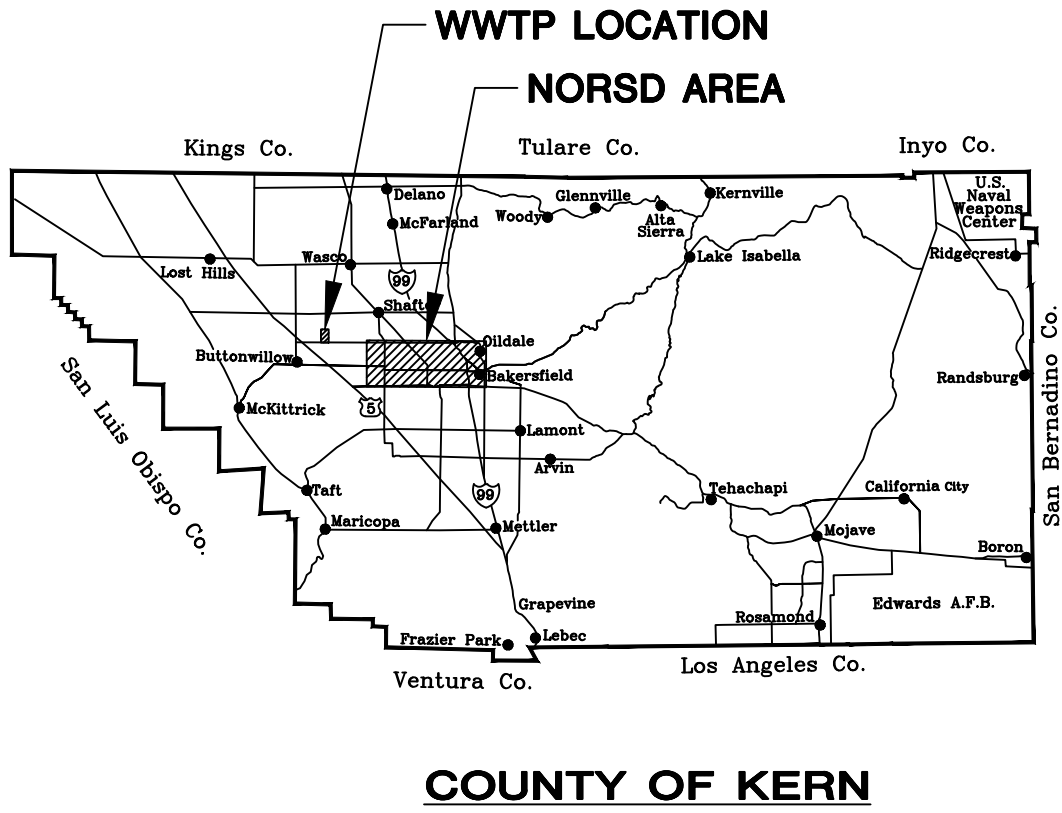 WWTP LOCATION
NORSD AREA
Kings Co.
Tulare Co.
Inyo Co.
U.S.
Naval
Weapons
Center
Delano
McFarland
Woody
Glennville
Alta
Sierra
Kernville
Wasco
Lost Hills
99
Lake Isabella
Ridgecrest
Shafter
Oildale
Buttonwillow
Bakersfield
Randsburg
San Bernadino Co.
San Luis Obispo Co.
5
McKittrick
Lamont
Arvin
Taft
99
Tehachapi
California City
Maricopa
Mettler
Mojave
Boron
Grapevine
Edwards A.F.B.
Rosamond
Frazier Park
Lebec
Ventura Co.
Los Angeles Co.
COUNTY OF KERN